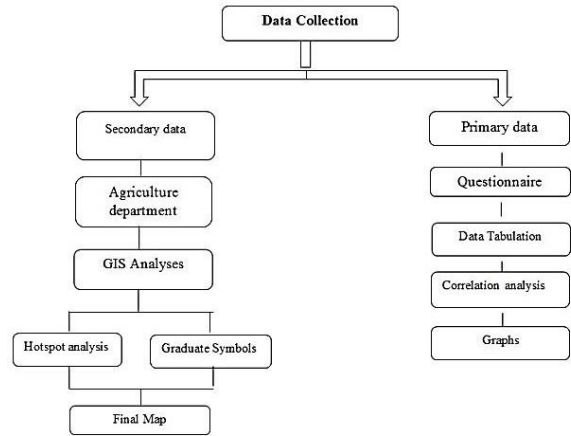 Data Collection
Secondary data
Agriculture
department
GIS Analyses
Hotspot analysis
Graduate Symbols
Final Map
Primary data
Questionnaire
Data Tabulation
Correlation analysis
Graphs